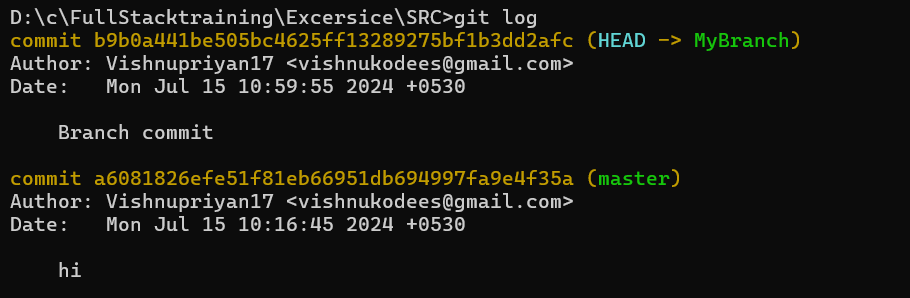 D:\c\FullStacktraining\Excersice\SRC>git log
commit b9b0a441be505bc4625ff13289275bf1b3dd2afc (HEAD -> MyBranch)
Author: Vishnupriyan17 <vishnukodees@gmail.com>
Date:   Mon Jul 15 10:59:55 2024 +0530
Branch commit
commit a6081826efe51f81eb66951db694997fa9e4f35a (master)
Author: Vishnupriyan17 <vishnukodees@gmail.com>
Date:   Mon Jul 15 10:16:45 2024 +0530
hi